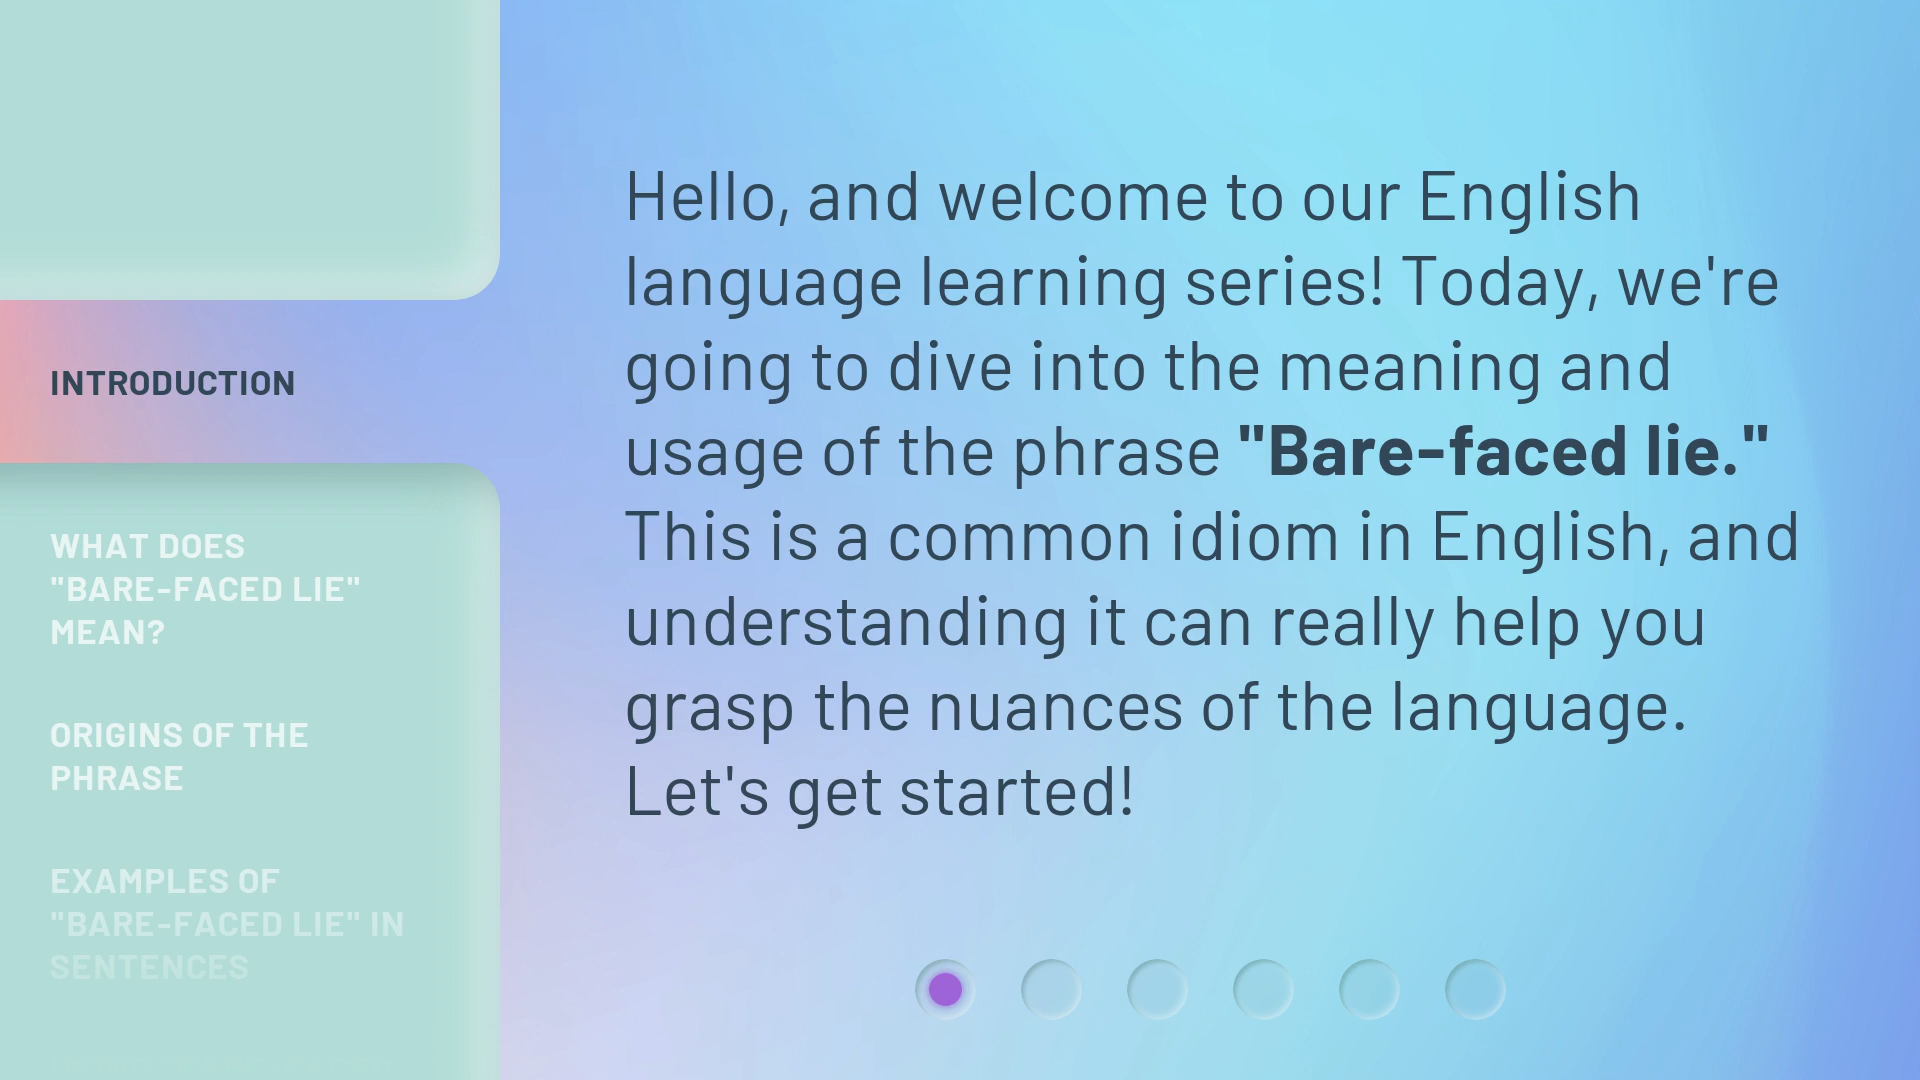 INTRODUCTION
WHAT DOES
"BARE-FACED LIE"
MEAN?
ORIGINS OF THE
PHRASE
EXAMPLES OF
"BARE-FACED LIE" IN
SENTENCES
Hello, and welcome to our English
language learning series! Today, we're
going to dive into the meaning and
usage of the phrase "Bare-faced lie."
This is a common idiom in English, and
understanding it can really help you
grasp the nuances of the language.
Let's get started!